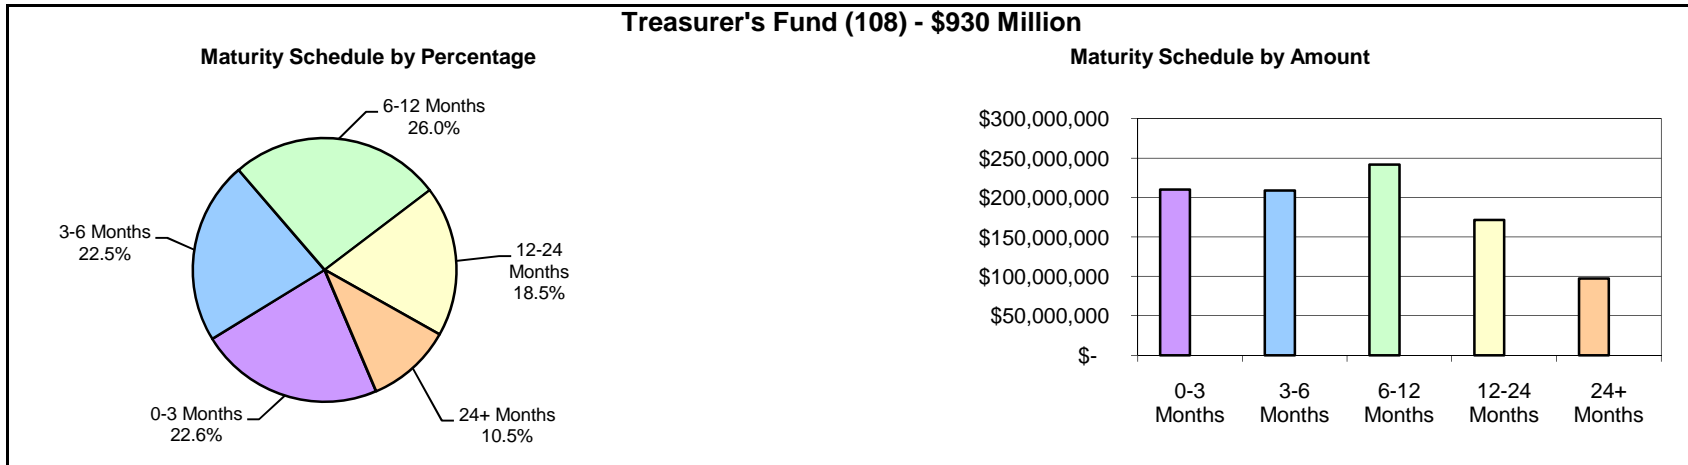 Treasurer's Fund (108) - $930 Million
Maturity Schedule by Percentage
6-12 Months
26.0%
3-6 Months
22.5%
12-24
Months
18.5%
0-3 Months
22.6%
24+ Months
10.5%
Maturity Schedule by Amount
$300,000,000
$250,000,000
$200,000,000
$150,000,000
$100,000,000
$50,000,000
$-
0-3
Months
3-6
Months
6-12
Months
12-24
Months
24+
Months